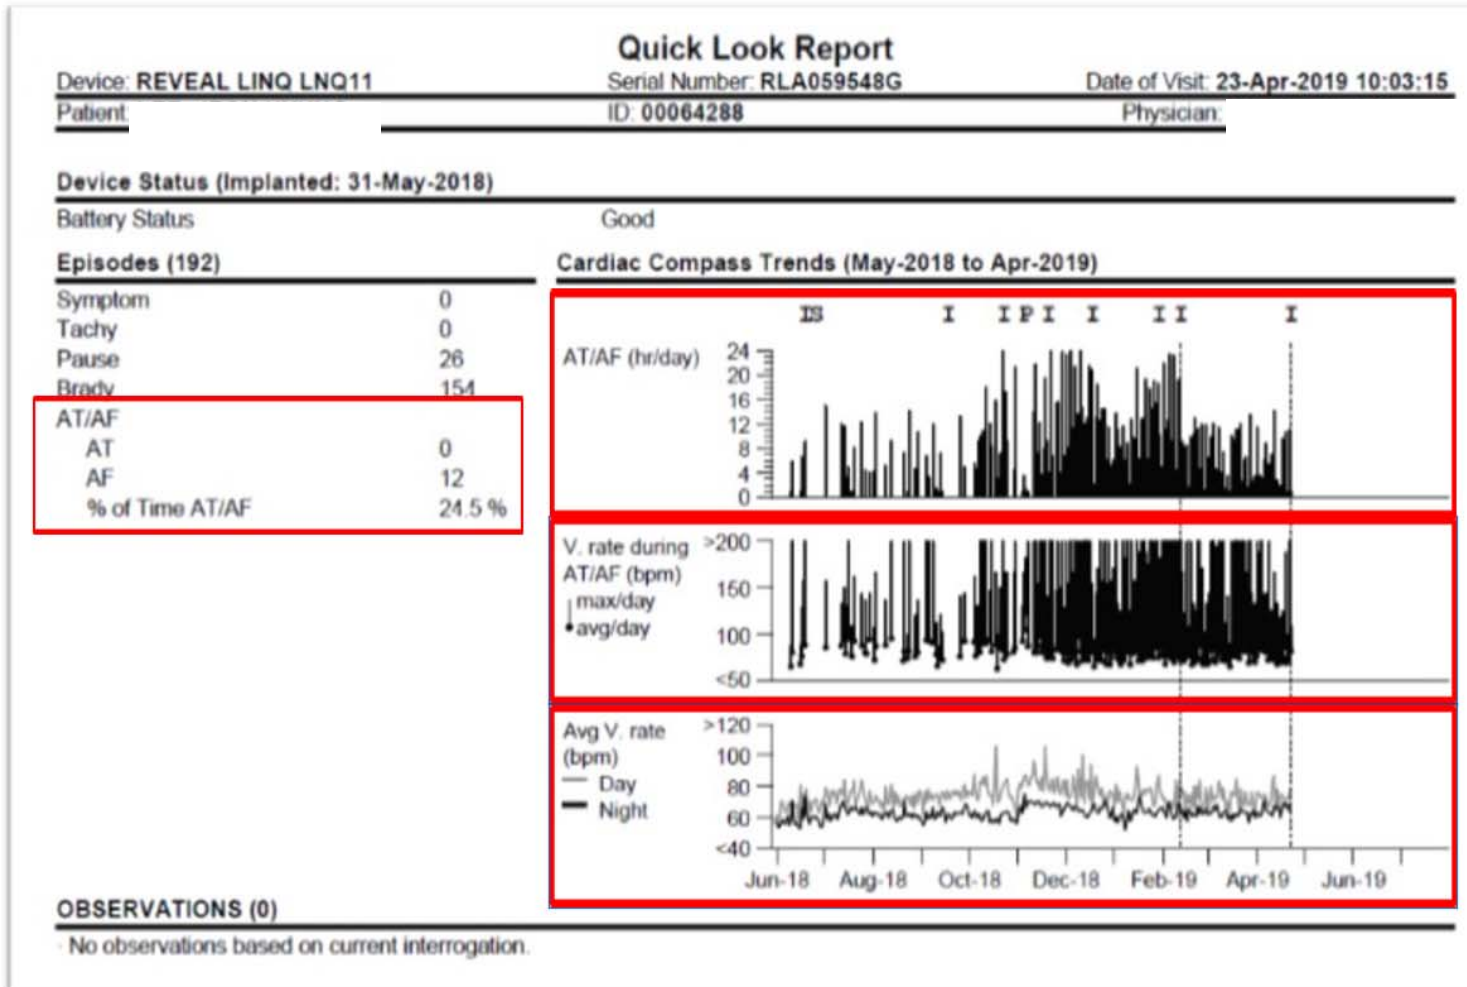 Quick Look Report
Device: REVEAL LINQ LNQ11 Serial Number: RLA059548G Date of Visit: 23-Apr-2019 10:03:15
Patient: ID: 00064288 Physician:
Device Status (Implanted: 31-May-2018)
Battery Status Good
Episodes (192)
Symptom 0
Tachy 0
Pause 26
Brady 154
AT/AF
AT 0
AF 12
% of Time AT/AF 24.5 %
Cardiac Compass Trends (May-2018 to Apr-2019)
IS I I P I I I I I
AT/AF (hr/day)
24
20
16
12
8
4
0
V. rate during
AT/AF (bpm)
max/day
avg/day
>200
150
100
<50
Avg V. rate
(bpm)
Day
Night
>120
100
80
60
<40
Jun-18 Aug-18 Oct-18 Dec-18 Feb-19 Apr-19 Jun-19
OBSERVATIONS (0)
- No observations based on current interrogation.